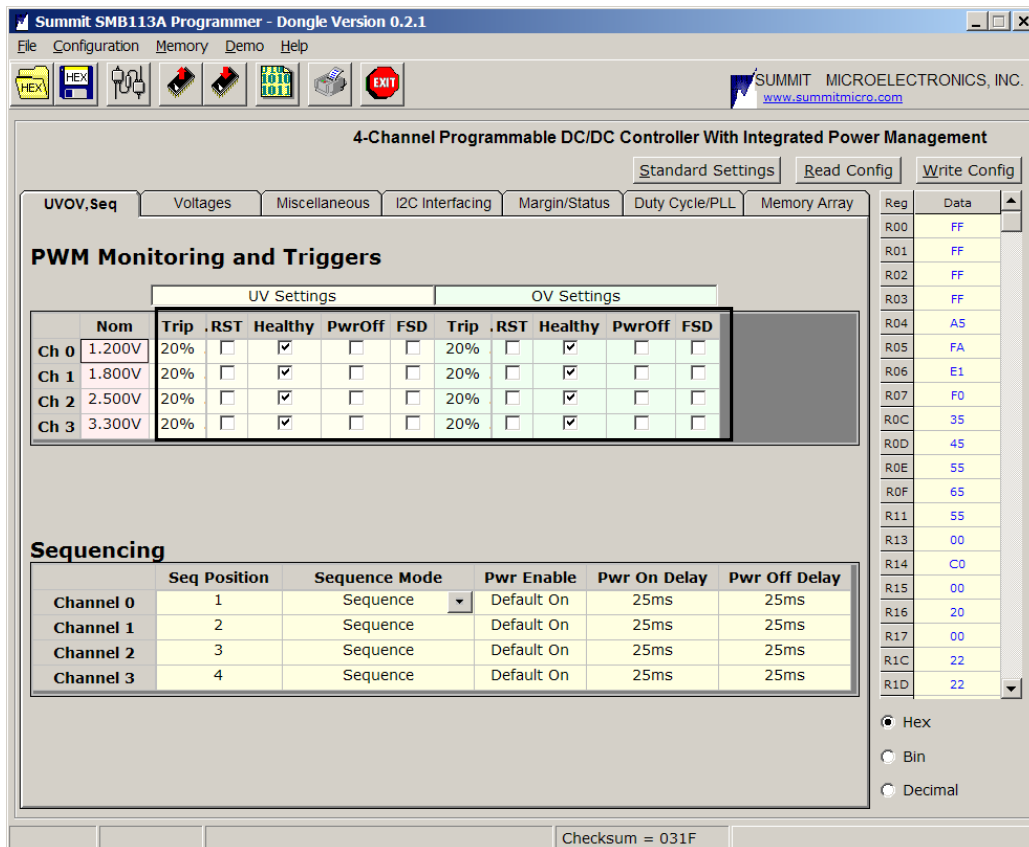 Summit SMB113A Programmer - Dongle Version 0.2.1
File Configuration Memory Demo Help
HEX HEX 1010 1011 EXIT
SUMMIT MICROELECTRONICS, INC.
www.summitmicro.com
4-Channel Programmable DC/DC Controller With Integrated Power Management
Standard Settings Read Config Write Config
UVOV,Seq Voltages Miscellaneous I2C Interfacing Margin/Status Duty Cycle/PLL Memory Array
PWM Monitoring and Triggers
UV Settings OV Settings
Nom Trip .RST Healthy PwrOff FSD Trip .RST Healthy PwrOff FSD
Ch 0 1.200V 20% 20%
Ch 1 1.800V 20% 20%
Ch 2 2.500V 20% 20%
Ch 3 3.300V 20% 20%
Sequencing
Seq Position Sequence Mode Pwr Enable Pwr On Delay Pwr Off Delay
Channel 0 1 Sequence Default On 25ms 25ms
Channel 1 2 Sequence Default On 25ms 25ms
Channel 2 3 Sequence Default On 25ms 25ms
Channel 3 4 Sequence Default On 25ms 25ms
Reg Data
R00 FF
R01 FF
R02 FF
R03 FF
R04 A5
R05 FA
R06 E1
R07 F0
R0C 35
R0D 45
R0E 55
R0F 65
R11 55
R13 00
R14 C0
R15 00
R16 20
R17 00
R1C 22
R1D 22
Hex
Bin
Decimal
Checksum = 031F